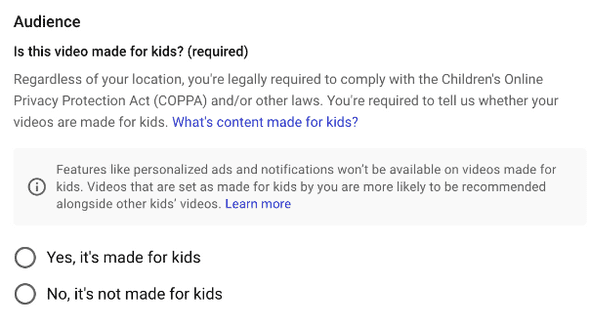 Audience
Is this video made for kids? (required)
Regardless of your location, you're legally required to comply with the Children's Online
Privacy Protection Act (COPPA) and/or other laws. You're required to tell us whether your
videos are made for kids. What's content made for kids?
Features like personalized ads and notifications won't be available on videos made for
kids. Videos that are set as made for kids by you are more likely to be recommended
alongside other kids' videos. Learn more
Yes, it's made for kids
No, it's not made for kids